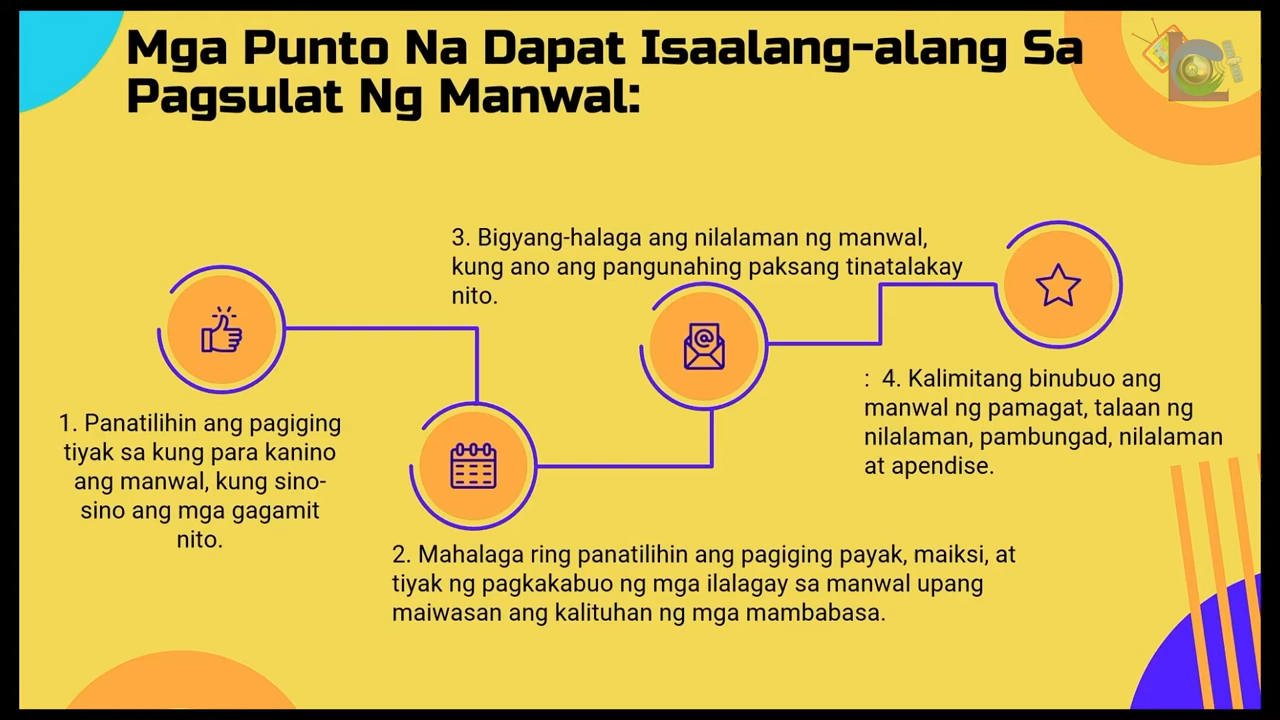 Mga Punto Na Dapat Isaalang-alang Sa
Pagsulat Ng Manwal:
1. Panatilihin ang pagiging
tiyak sa kung para kanino
ang manwal, kung sino-
sino ang mga gagamit
nito.
2. Mahalaga ring panatilihin ang pagiging payak, maiksi, at
tiyak ng pagkakabuo ng mga ilalagay sa manwal upang
maiwasan ang kalituhan ng mga mambabasa.
3. Bigyang-halaga ang nilalaman ng manwal,
kung ano ang pangunahing paksang tinatalakay
nito.
: 4. Kalimitang binubuo ang
manwal ng pamagat, talaan ng
nilalaman, pambungad, nilalaman
at apendise.